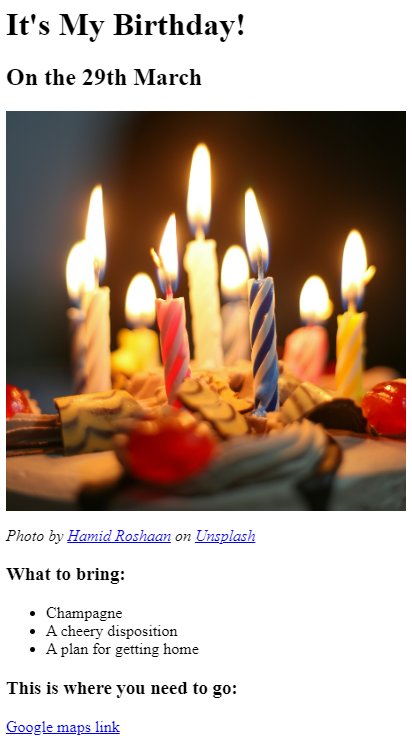 It's My Birthday!
On the 29th March
Photo by Hamid Roshaan on Unsplash
What to bring:
Champagne
A cheery disposition
A plan for getting home
This is where you need to go:
Google maps link